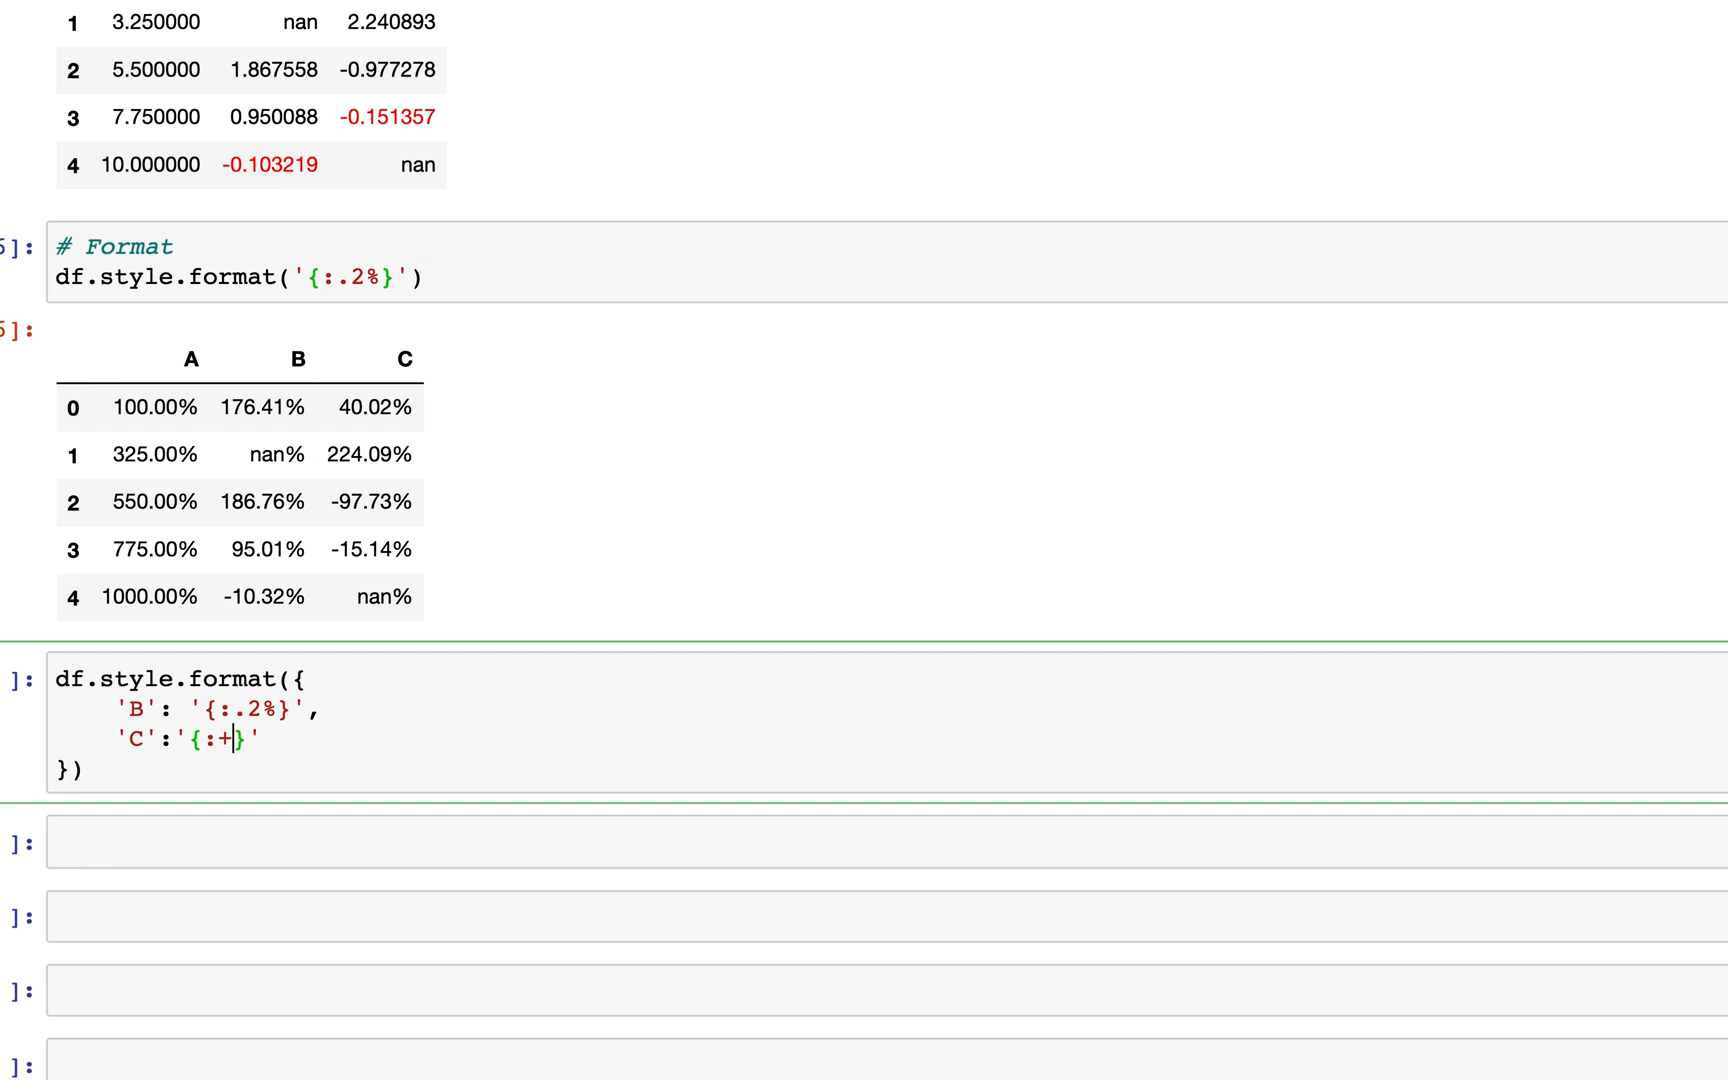 1 3.250000 nan 2.240893
2 5.500000 1.867558 -0.977278
3 7.750000 0.950088 -0.151357
4 10.000000 -0.103219 nan
]: # Format
df.style.format('{:.2%}')
]:
A B C
0 100.00% 176.41% 40.02%
1 325.00% nan% 224.09%
2 550.00% 186.76% -97.73%
3 775.00% 95.01% -15.14%
4 1000.00% -10.32% nan%
]: df.style.format({
'B': '{:.2%}',
'C':'{:+}'
})
]:
]:
]:
]: